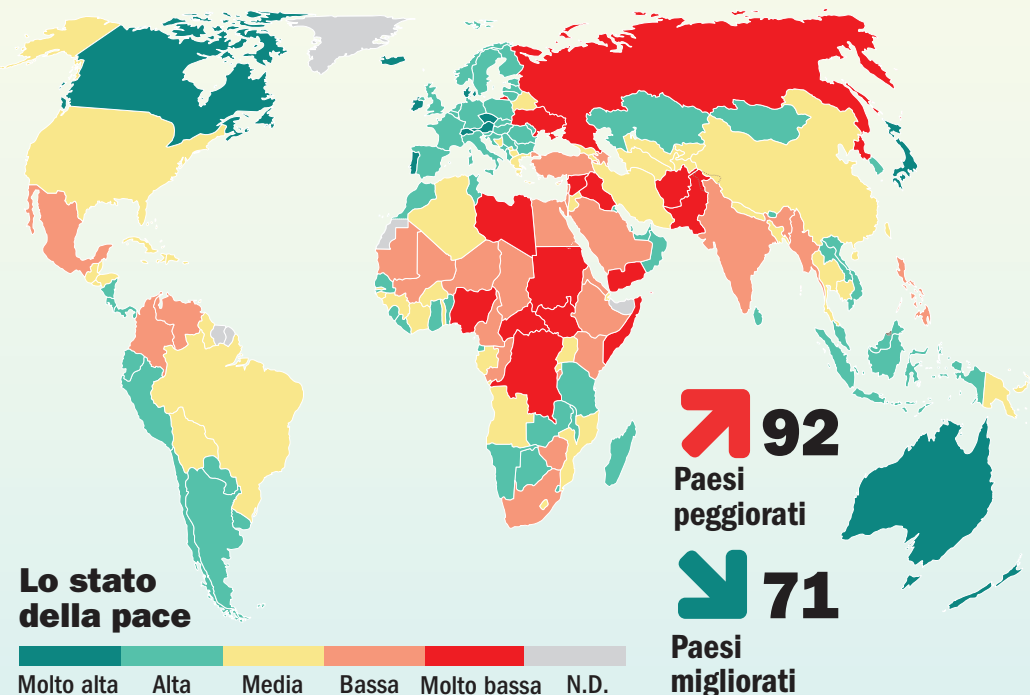 92
Paesi
peggiorati
71
Paesi
migliorati
Lo stato
della pace
Molto alta Alta Media Bassa Molto bassa N.D.